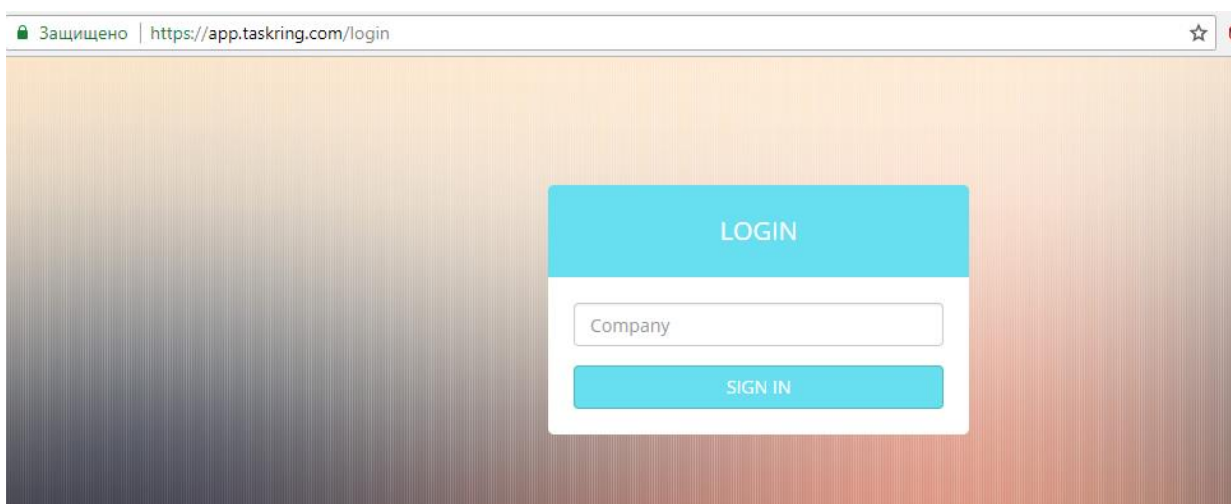 Защищено | https://app.taskring.com/login
LOGIN
Company
SIGN IN